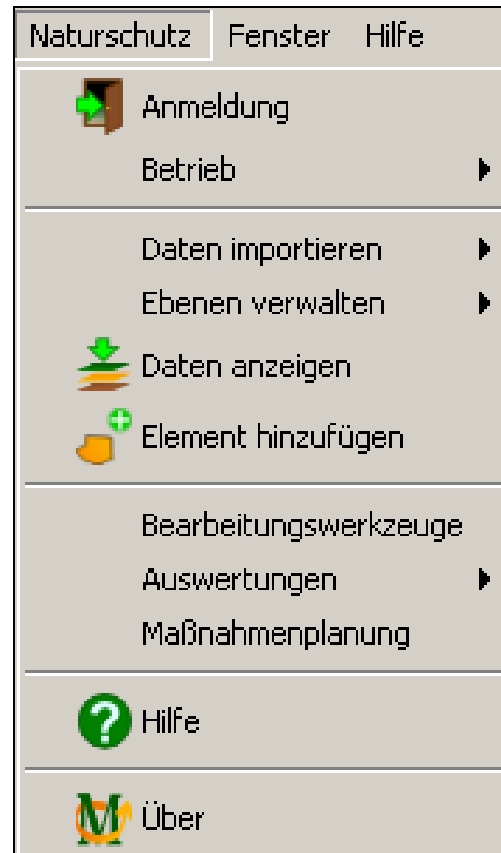 Naturschutz Fenster Hilfe
Anmeldung
Betrieb
Daten importieren
Ebenen verwalten
Daten anzeigen
Element hinzufügen
Bearbeitungswerkzeuge
Auswertungen
Maßnahmenplanung
Hilfe
Über